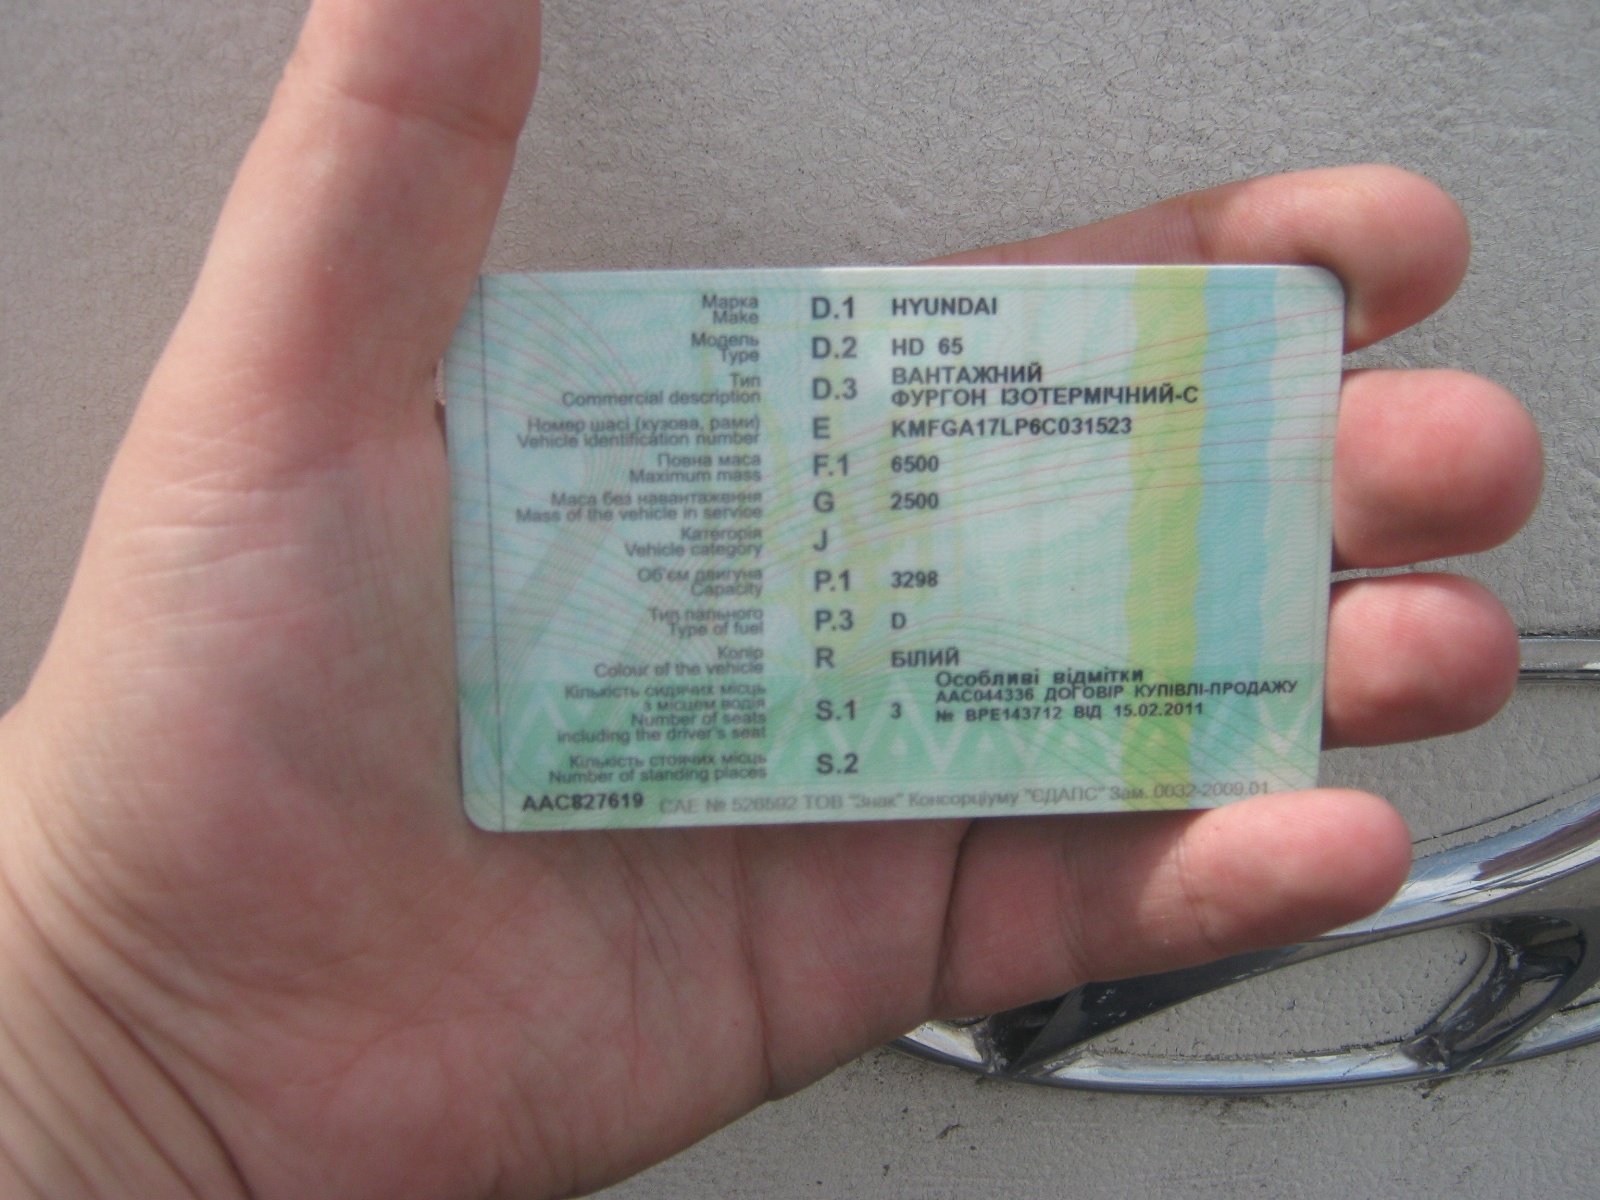 Марка
Make
D.1 HYUNDAI
Модель
Type
D.2 HD 65
Тип
Commercial description
D.3 ВАНТАЖНИЙ
ФУРГОН ІЗОТЕРМІЧНИЙ-С
Номер шасі (кузова, рами)
Vehicle identification number
E KMFGA17LP6C031523
Повна маса
Maximum mass
F.1 6500
Маса без навантаження
Mass of the vehicle in service
G 2500
Категорія
Vehicle category
J
Об'єм двигуна
Capacity
P.1 3298
Тип пального
Type of fuel
P.3 D
Колір
Colour of the vehicle
R БІЛИЙ
Особливі відмітки
ААС044336 ДОГОВІР КУПІВЛІ-ПРОДАЖУ
№ ВРЕ143712 ВІД 15.02.2011
Кількість сидячих місць
з місцем водія
Number of seats
including the driver's seat
S.1 3
Кількість стоячих місць
Number of standing places
S.2
ААС827619 САЕ № 526592 ТОВ "Знак" Консорціуму "ЄДАПС" Зам. 0032-2009.01